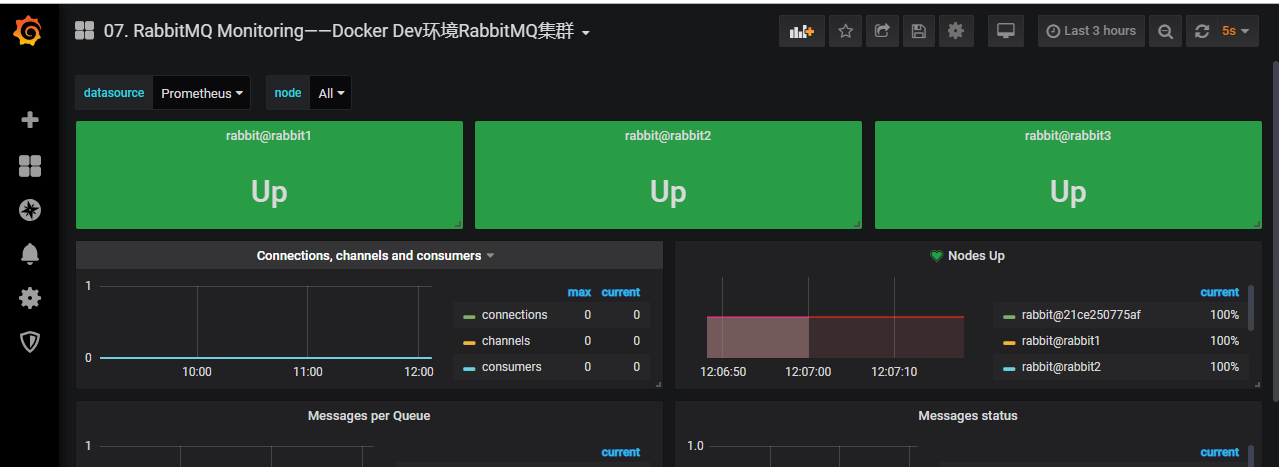 07. RabbitMQ Monitoring——Docker Dev环境RabbitMQ集群
Last 3 hours
5s
datasource Prometheus
node All
rabbit@rabbit1
Up
rabbit@rabbit2
Up
rabbit@rabbit3
Up
Connections, channels and consumers
1
0
10:00 11:00 12:00
max current
connections 0 0
channels 0 0
consumers 0 0
Nodes Up
12:06:50 12:07:00 12:07:10
current
rabbit@21ce250775af 100%
rabbit@rabbit1 100%
rabbit@rabbit2 100%
Messages per Queue
1
current
Messages status
1.0
current